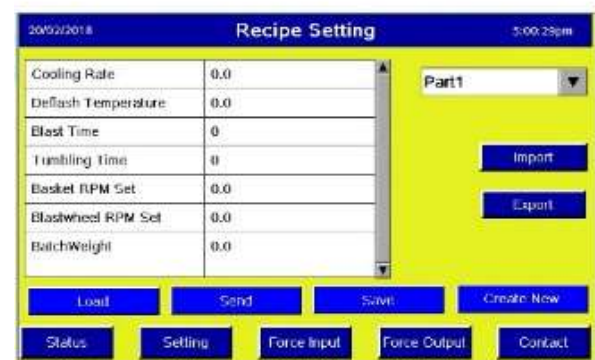 20/02/2018 Recipe Setting 5:00:29pm
Cooling Rate 0.0
Deflash Temperature 0.0
Blast Time 0
Tumbling Time 0
Basket RPM Set 0.0
Blastwheel RPM Set 0.0
BatchWeight 0.0
Part1
Import
Export
Load Send Save Create New
Status Setting Force Input Force Output Contact